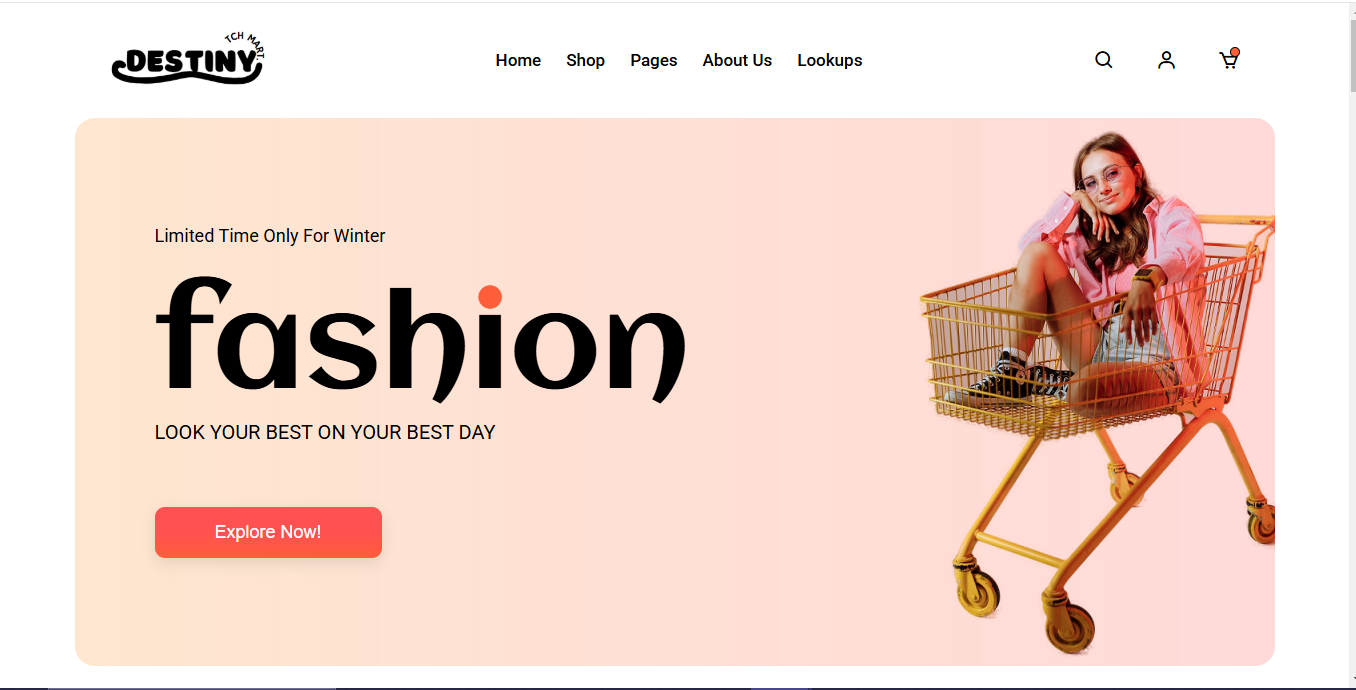 TCH MART.
DESTINY
Home Shop Pages About Us Lookups
Limited Time Only For Winter
fashion
LOOK YOUR BEST ON YOUR BEST DAY
Explore Now!